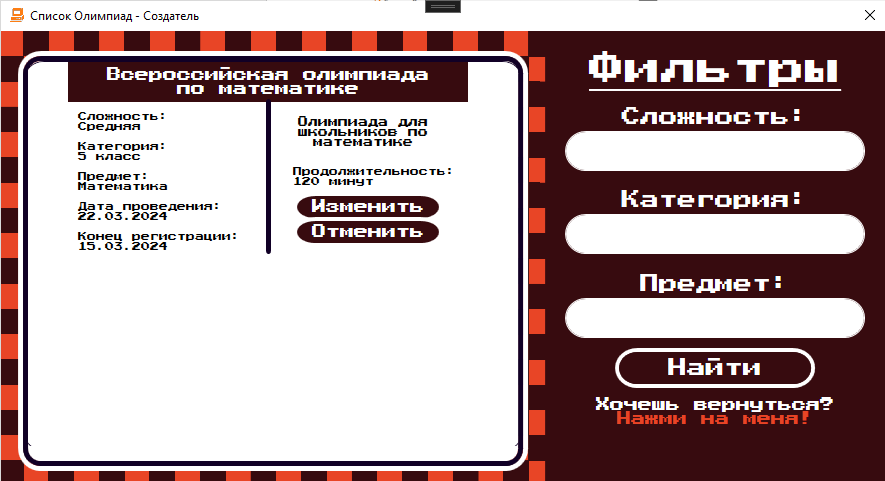 Список Олимпиад - Создатель
Всероссийская олимпиада
по математике
Сложность:
Средняя
Категория:
5 класс
Предмет:
Математика
Дата проведения:
22.03.2024
Конец регистрации:
15.03.2024
Олимпиада для
школьников по
математике
Продолжительность:
120 минут
Изменить
Отменить
Фильтры
Сложность:
Категория:
Предмет:
Найти
Хочешь вернуться?
Нажми на меня!